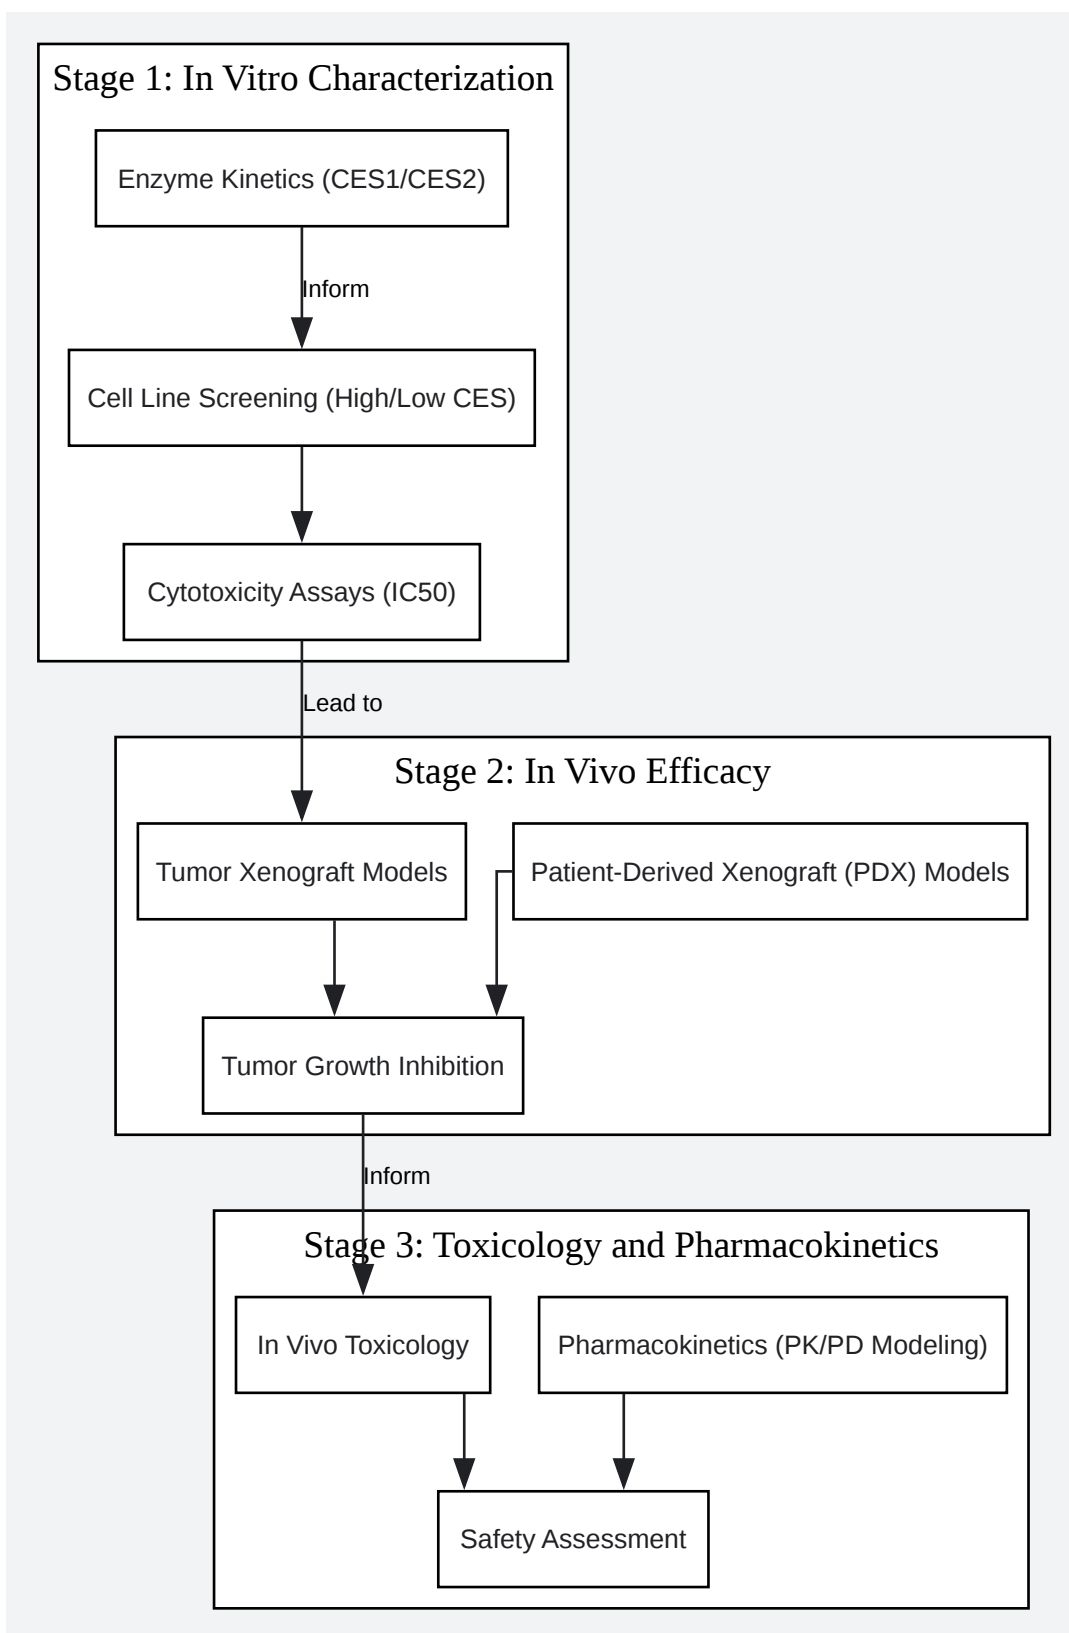 Stage 1: In Vitro Characterization
Enzyme Kinetics (CES1/CES2)
Inform
Cell Line Screening (High/Low CES)
Cytotoxicity Assays (IC50)
Lead to
Stage 2: In Vivo Efficacy
Tumor Xenograft Models
Patient-Derived Xenograft (PDX) Models
Tumor Growth Inhibition
Inform
Stage 3: Toxicology and Pharmacokinetics
In Vivo Toxicology
Pharmacokinetics (PK/PD Modeling)
Safety Assessment